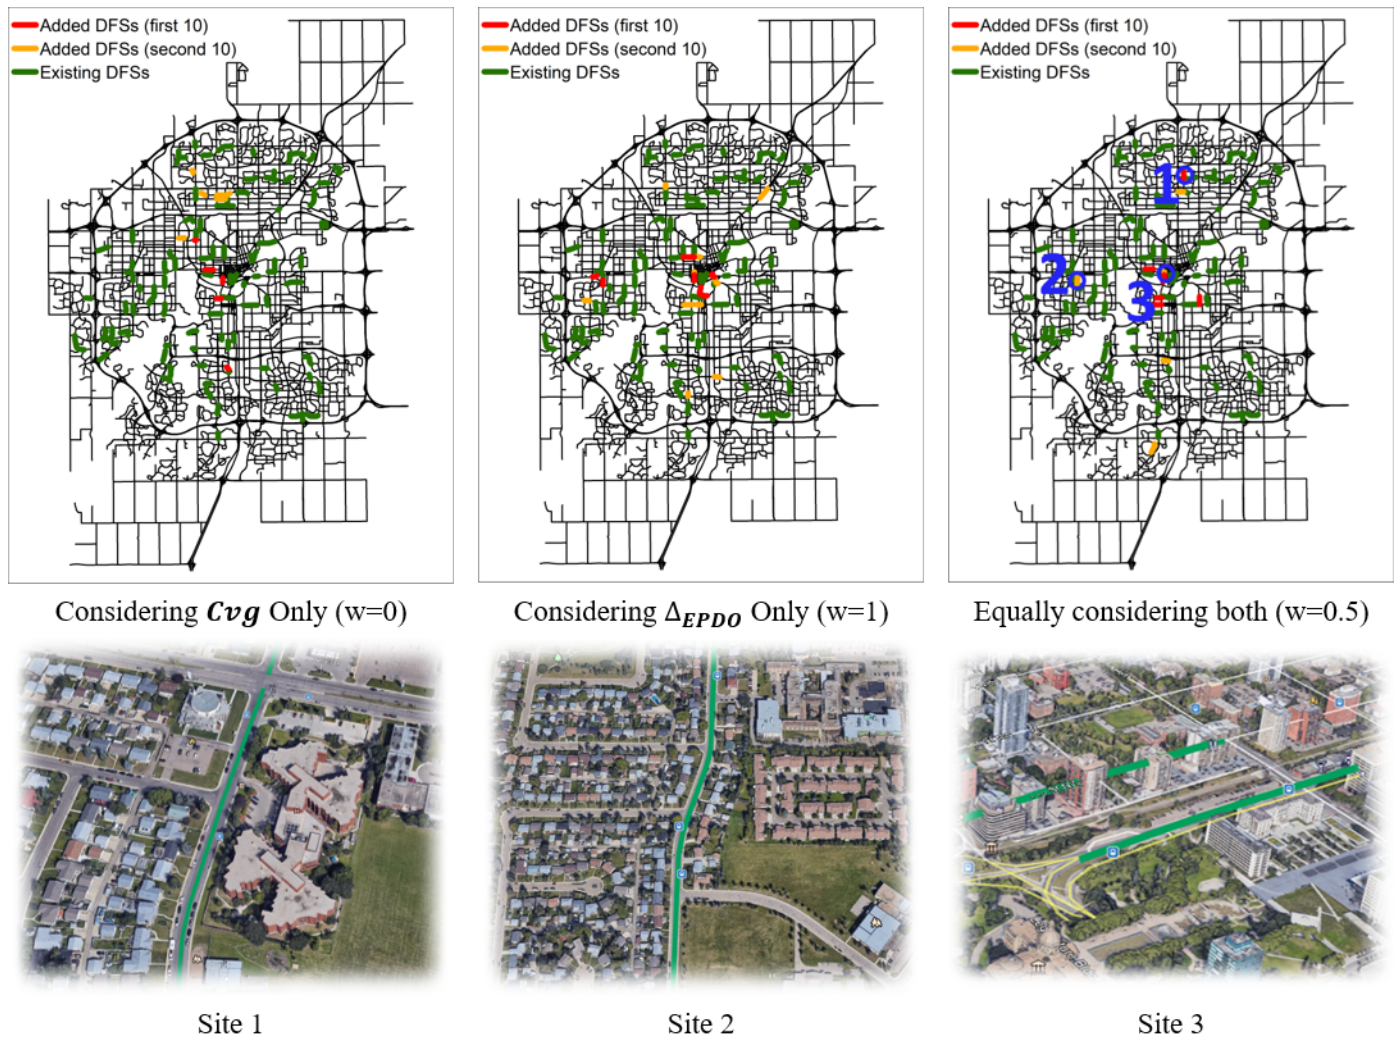 Added DFSs (first 10)
Added DFSs (second 10)
Existing DFSs
Added DFSs (first 10)
Added DFSs (second 10)
Existing DFSs
Added DFSs (first 10)
Added DFSs (second 10)
Existing DFSs
1
2
3
Considering Cvg Only (w=0)
Considering Δ_EPDO Only (w=1)
Equally considering both (w=0.5)
Site 1
Site 2
Site 3